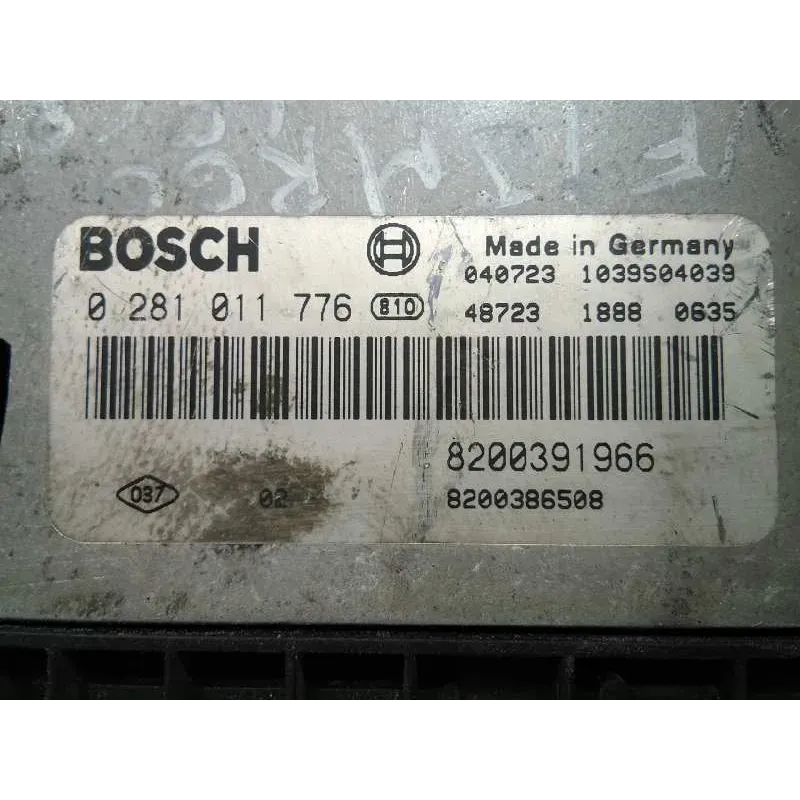 BOSCH
Made in Germany
040723 1039S04039
0 281 011 776 810
48723 1888 0635
8200391966
037 02
8200386508